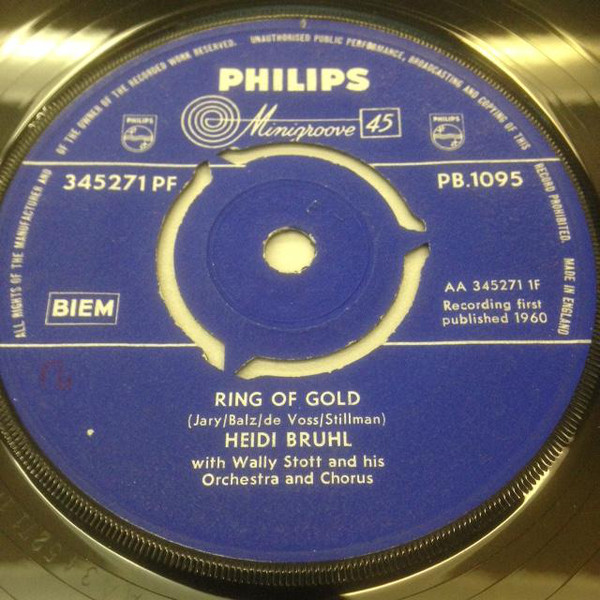 ALL RIGHTS OF THE MANUFACTURER AND OF THE OWNER OF THE RECORDED WORK RESERVED. UNAUTHORISED PUBLIC PERFORMANCE, BROADCASTING AND COPYING OF THIS RECORD PROHIBITED. MADE IN ENGLAND
PHILIPS
PHILIPS
Minigroove 45
PHILIPS
345271 PF
PB.1095
AA 345271 1F
Recording first
published 1960
BIEM
RING OF GOLD
(Jary/Balz/de Voss/Stillman)
HEIDI BRUHL
with Wally Stott and his
Orchestra and Chorus